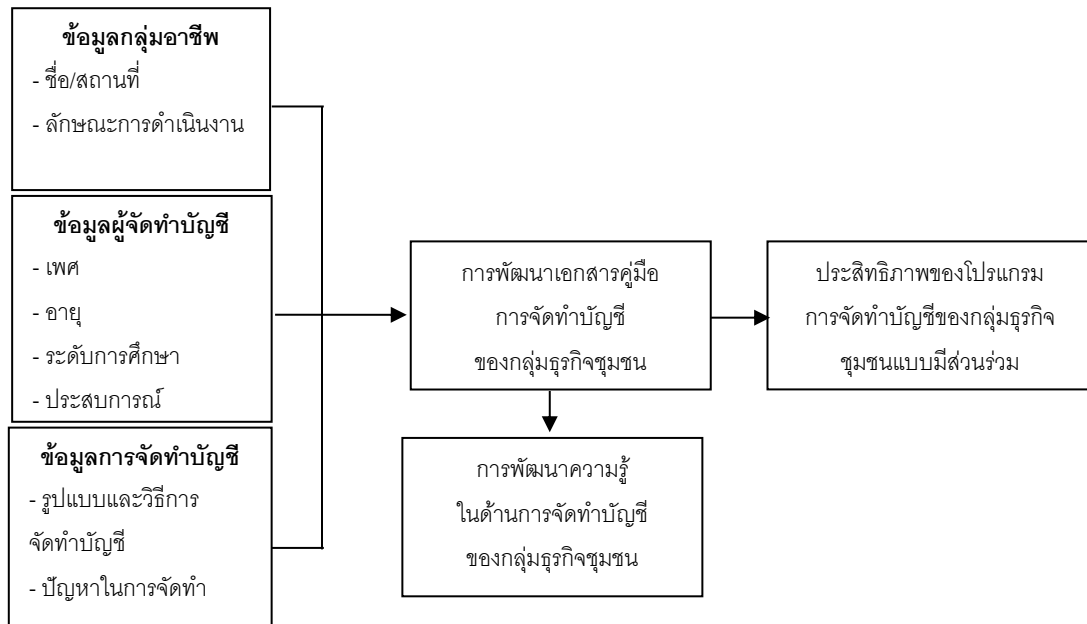 ข้อมูลกลุ่มอาชีพ
- ชื่อ/สถานที่
- ลักษณะการดำเนินงาน
ข้อมูลผู้จัดทำบัญชี
- เพศ
- อายุ
- ระดับการศึกษา
- ประสบการณ์
ข้อมูลการจัดทำบัญชี
- รูปแบบและวิธีการ
จัดทำบัญชี
- ปัญหาในการจัดทำ
การพัฒนาเอกสารคู่มือ
การจัดทำบัญชี
ของกลุ่มธุรกิจชุมชน
การพัฒนาความรู้
ในด้านการจัดทำบัญชี
ของกลุ่มธุรกิจชุมชน
ประสิทธิภาพของโปรแกรม
การจัดทำบัญชีของกลุ่มธุรกิจ
ชุมชนแบบมีส่วนร่วม